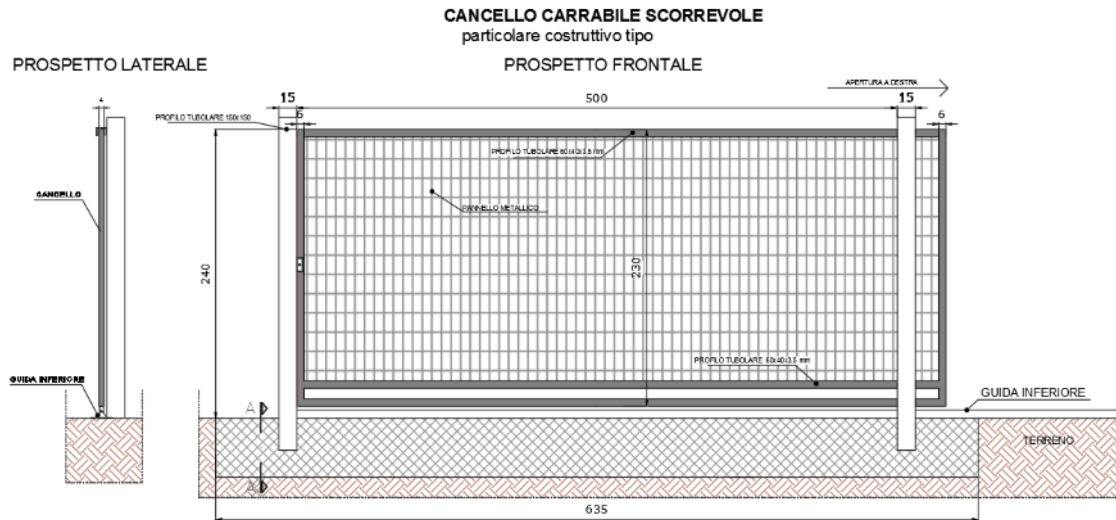 CANCELLO CARRABILE SCORREVOLE
particolare costruttivo tipo
PROSPETTO LATERALE
PROSPETTO FRONTALE
APERTURA A DESTRA
4
15
500
15
6
6
PROFILO TUBOLARE 150x150
PROFILO TUBOLARE 60x40x3,5 mm
CANCELLO
PANNELLO METALLICO
240
230
PROFILO TUBOLARE 60x40x3,5 mm
GUIDA INFERIORE
GUIDA INFERIORE
A
TERRENO
A'
635